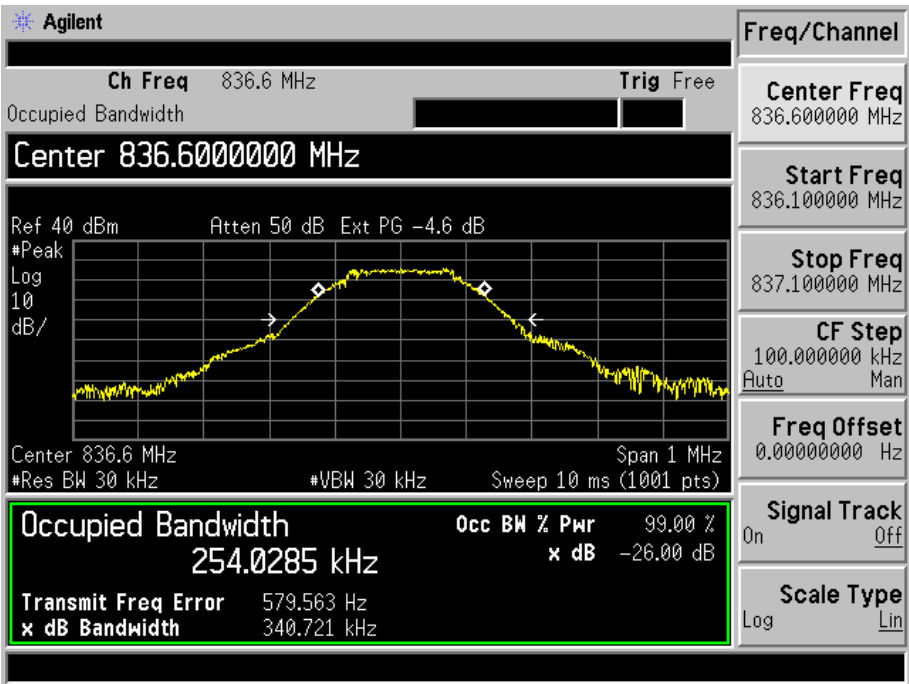 Agilent
Ch Freq 836.6 MHz Trig Free
Occupied Bandwidth
Center 836.6000000 MHz
Ref 40 dBm Atten 50 dB Ext PG -4.6 dB
#Peak
Log
10
dB/
Center 836.6 MHz Span 1 MHz
#Res BW 30 kHz #VBW 30 kHz Sweep 10 ms (1001 pts)
Occupied Bandwidth
254.0285 kHz
Occ BW % Pwr 99.00 %
x dB -26.00 dB
Transmit Freq Error 579.563 Hz
x dB Bandwidth 340.721 kHz
Freq/Channel
Center Freq
836.600000 MHz
Start Freq
836.100000 MHz
Stop Freq
837.100000 MHz
CF Step
100.000000 kHz
Auto Man
Freq Offset
0.00000000 Hz
Signal Track
On Off
Scale Type
Log Lin